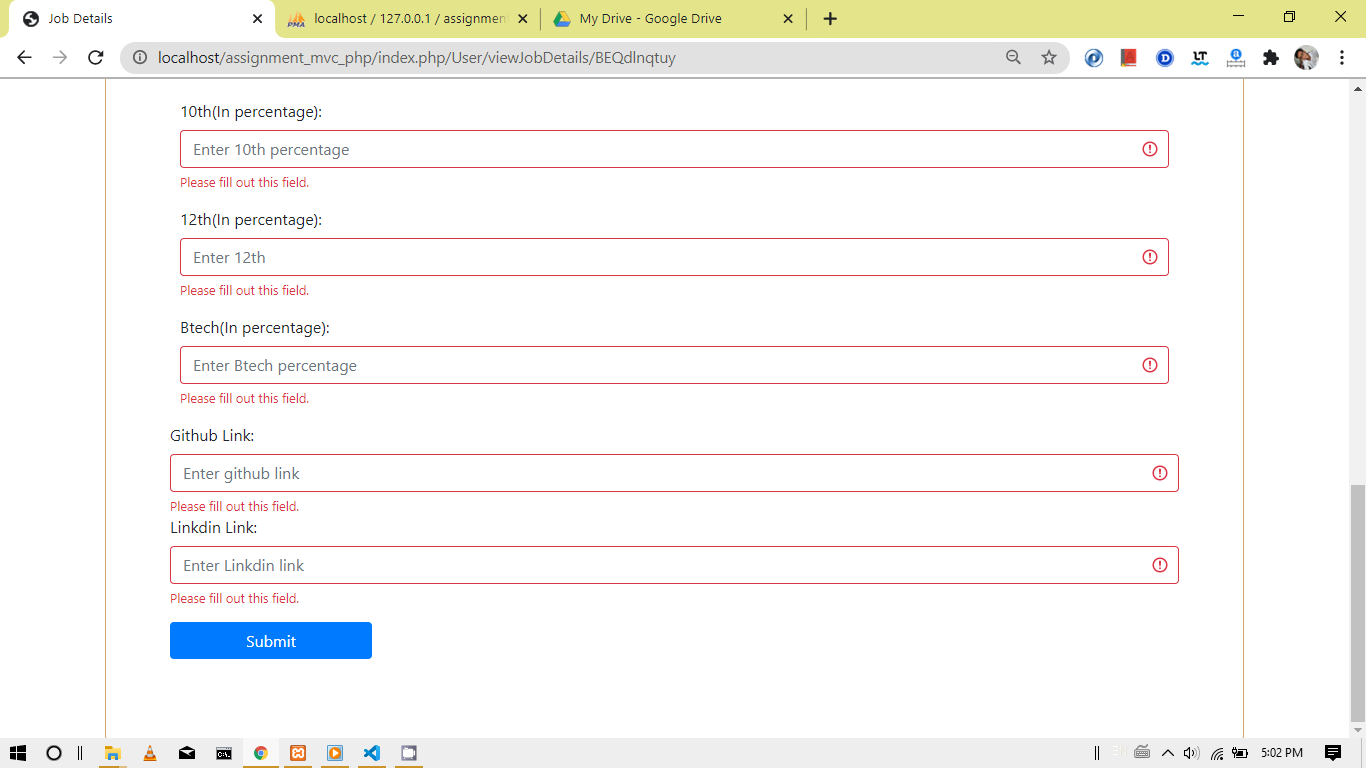 Job Details
localhost / 127.0.0.1 / assignment
My Drive - Google Drive
localhost/assignment_mvc_php/index.php/User/viewJobDetails/BEQdlnqtuy
10th(In percentage):
Enter 10th percentage
Please fill out this field.
12th(In percentage):
Enter 12th
Please fill out this field.
Btech(In percentage):
Enter Btech percentage
Please fill out this field.
Github Link:
Enter github link
Please fill out this field.
Linkdin Link:
Enter Linkdin link
Please fill out this field.
Submit
5:02 PM